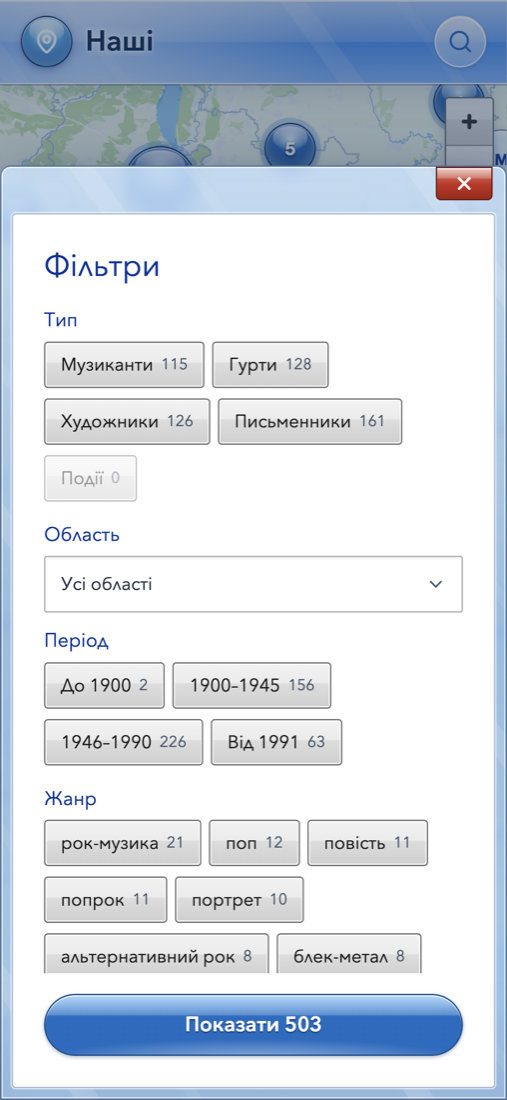 Наші
5
+
М
Фільтри
Тип
Музиканти 115 Гурти 128
Художники 126 Письменники 161
Події 0
Область
Усі області
Період
До 1900 2 1900–1945 156
1946–1990 226 Від 1991 63
Жанр
рок-музика 21 поп 12 повість 11
попрок 11 портрет 10
альтернативний рок 8 блек-метал 8
Показати 503